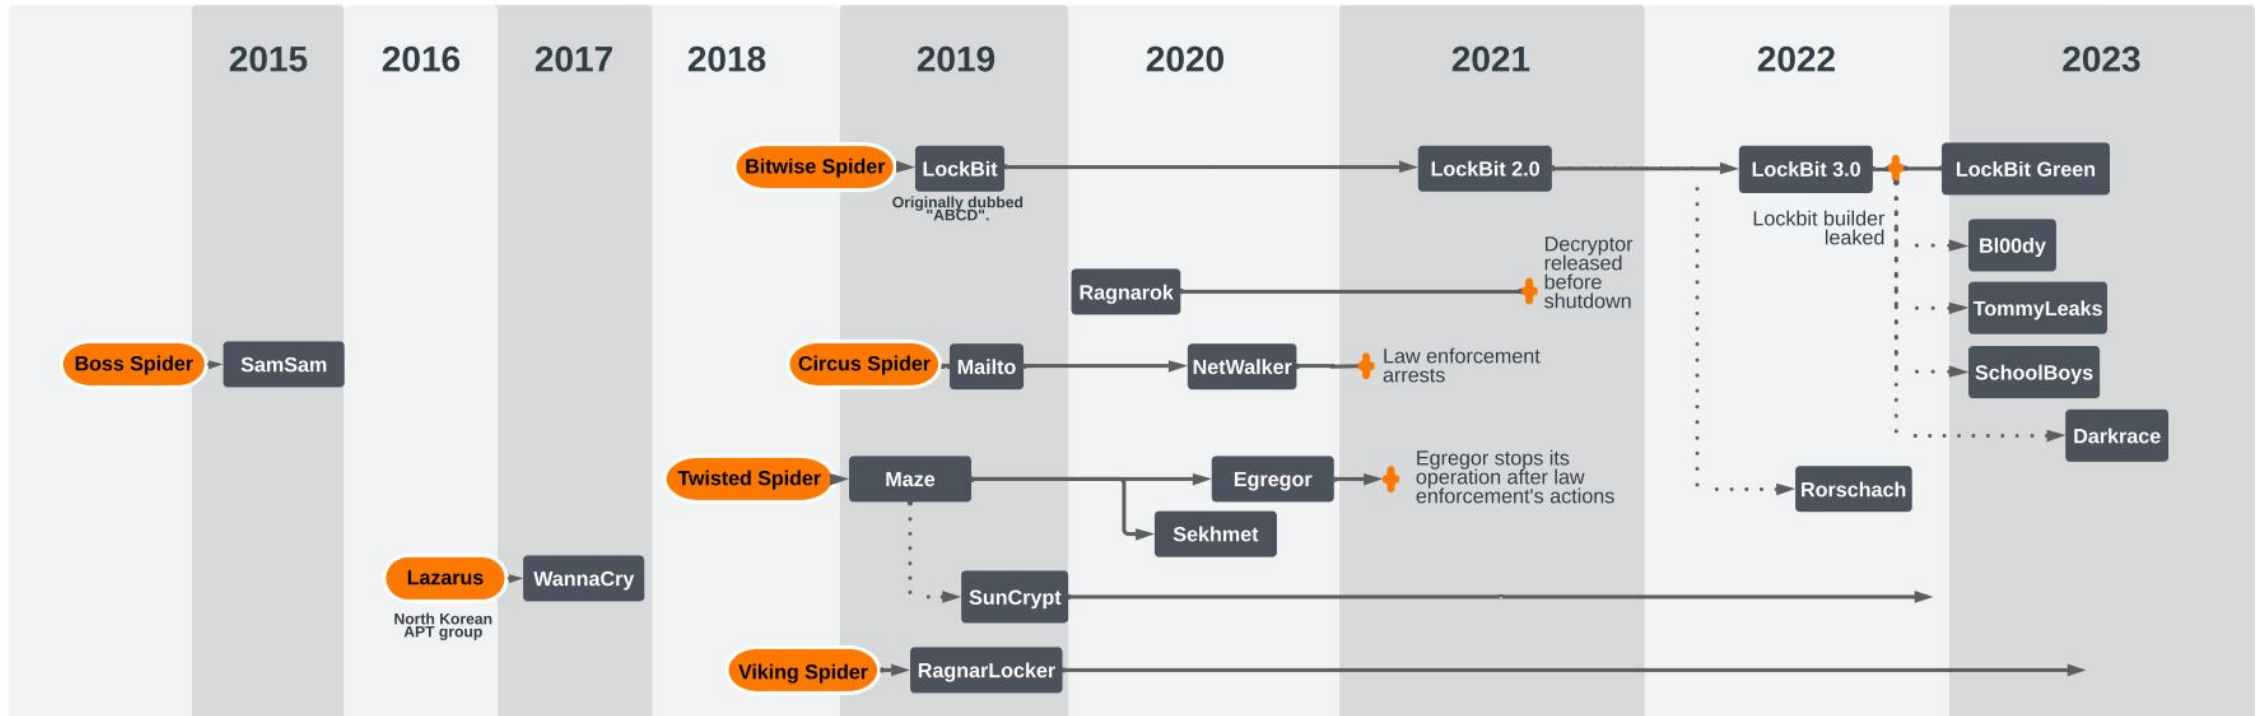 2015
2016
2017
2018
2019
2020
2021
2022
2023
Bitwise Spider
LockBit
Originally dubbed
"ABCD".
LockBit 2.0
LockBit 3.0
LockBit Green
Lockbit builder
leaked
Bl00dy
Ragnarok
Decryptor
released
before
shutdown
TommyLeaks
Boss Spider
SamSam
Circus Spider
Mailto
NetWalker
Law enforcement
arrests
SchoolBoys
Darkrace
Twisted Spider
Maze
Egregor
Egregor stops its
operation after law
enforcement's actions
Rorschach
Sekhmet
Lazarus
North Korean
APT group
WannaCry
SunCrypt
Viking Spider
RagnarLocker